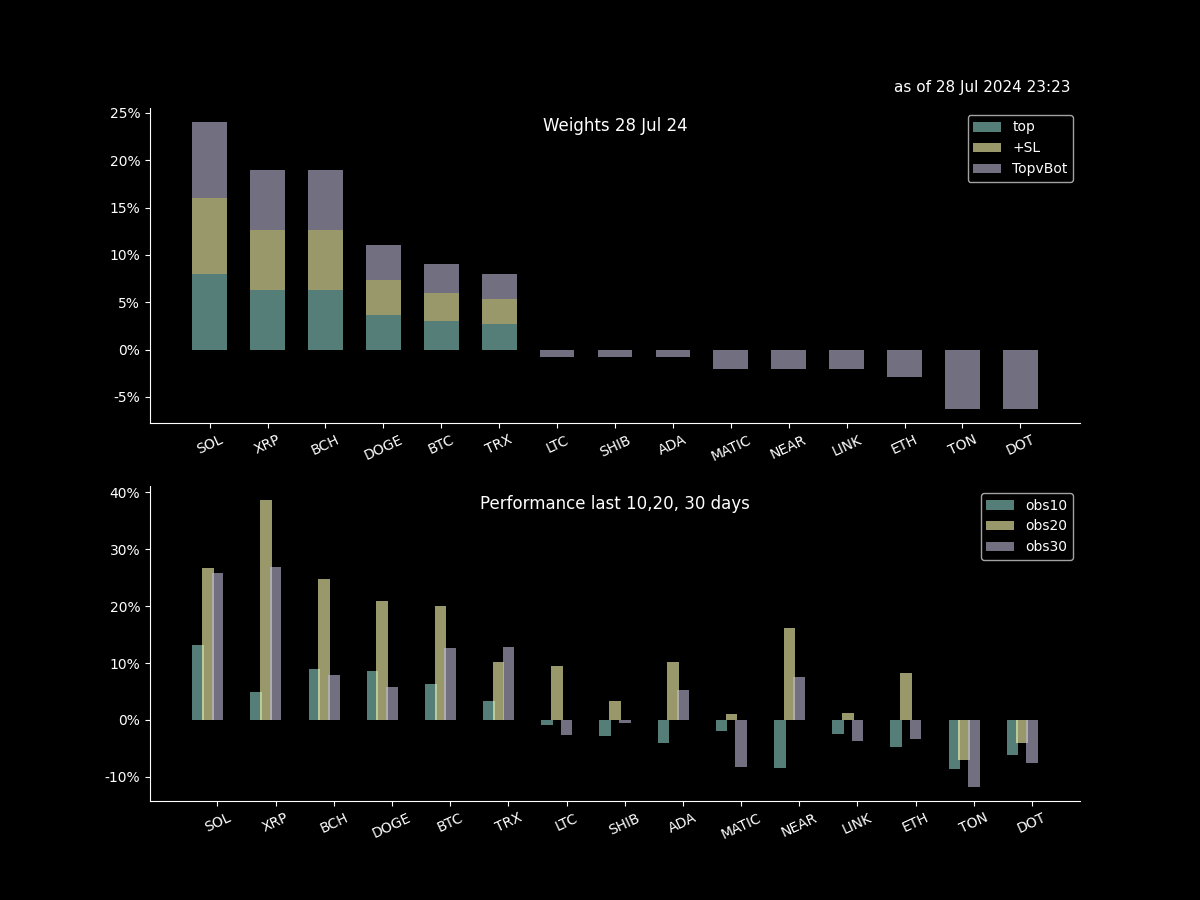 as of 28 Jul 2024 23:23
Weights 28 Jul 24
top
+SL
TopvBot
25%
20%
15%
10%
5%
0%
-5%
SOL XRP BCH DOGE BTC TRX LTC SHIB ADA MATIC NEAR LINK ETH TON DOT
Performance last 10,20, 30 days
obs10
obs20
obs30
40%
30%
20%
10%
0%
-10%
SOL XRP BCH DOGE BTC TRX LTC SHIB ADA MATIC NEAR LINK ETH TON DOT